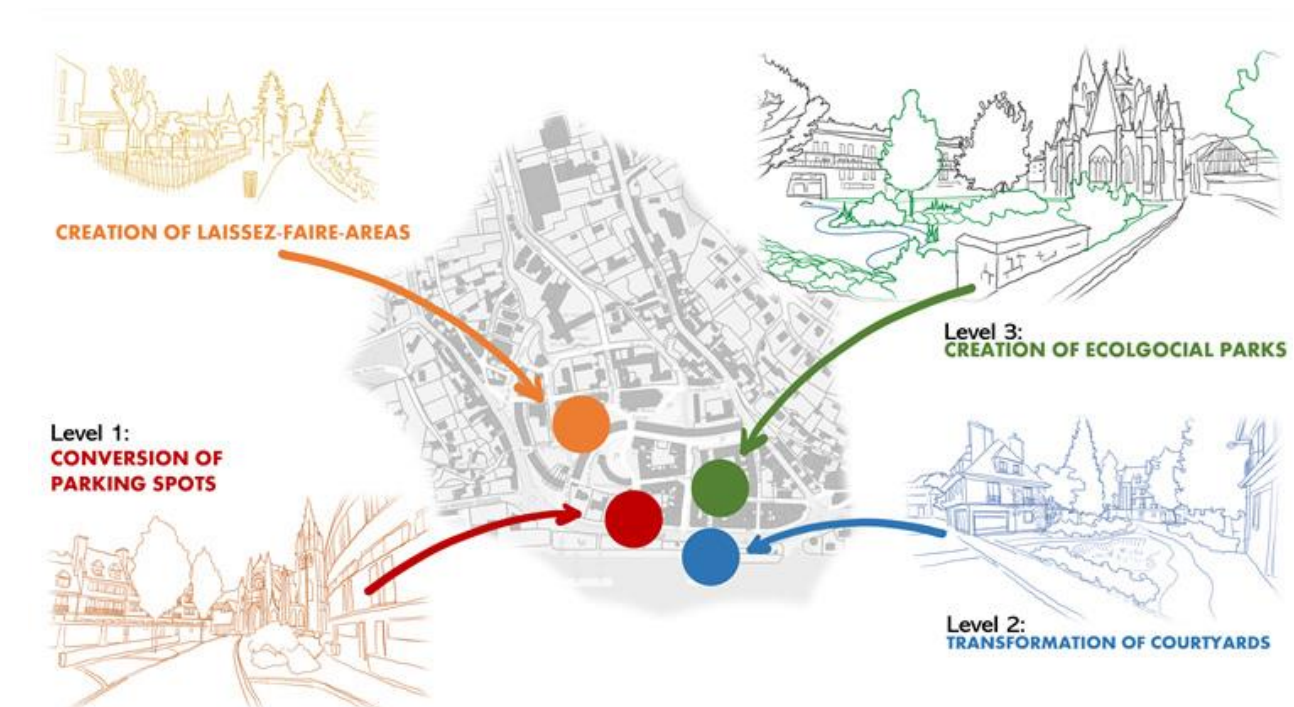 CREATION OF LAISSEZ-FAIRE-AREAS
Level 3:
CREATION OF ECOLGOCIAL PARKS
Level 1:
CONVERSION OF
PARKING SPOTS
Level 2:
TRANSFORMATION OF COURTYARDS